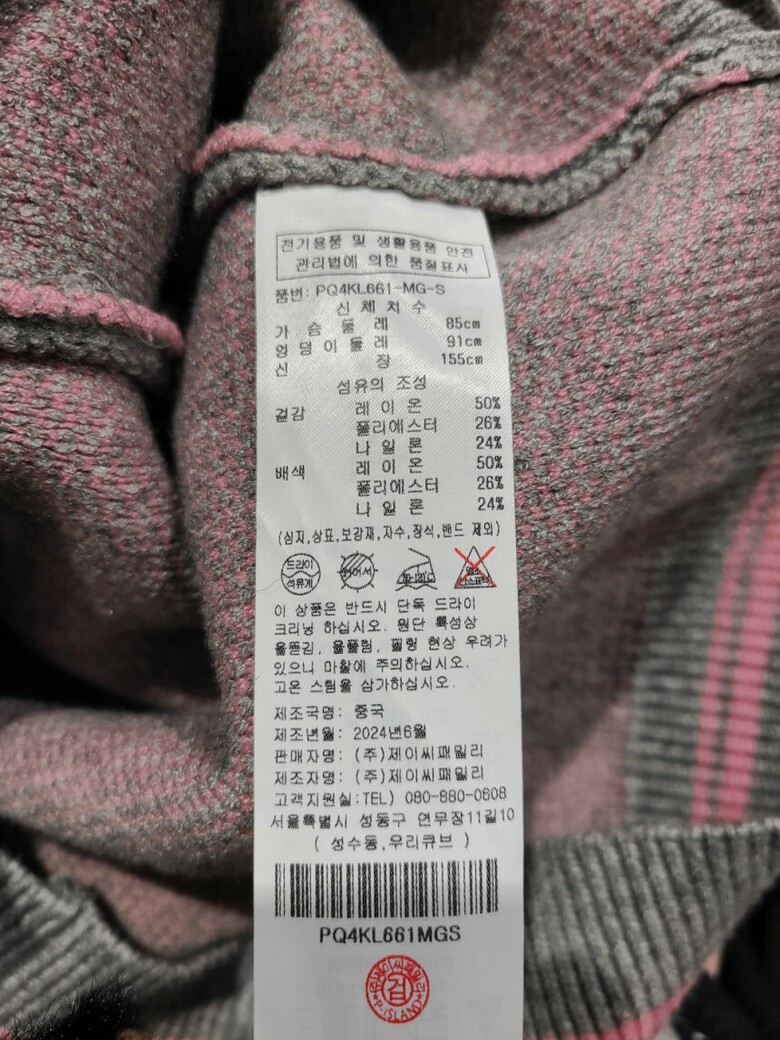 전기용품 및 생활용품 안전
관리법에 의한 품질표시
품번: PQ4KL661-MG-S
신체치수
가슴둘레 85cm
엉덩이둘레 91cm
신장 155cm
섬유의 조성
겉감 레이온 50%
폴리에스터 26%
나일론 24%
배색 레이온 50%
폴리에스터 26%
나일론 24%
(심지,상표,보강재,자수,장식,밴드 제외)
드라이
석유계
이 상품은 반드시 단독 드라이
크리닝 하십시오. 원단 특성상
올뜯김, 올풀림, 필링 현상 우려가
있으니 마찰에 주의하십시오.
고온 스팀을 삼가하십시오.
제조국명: 중국
제조년월: 2024년6월
판매자명: (주)제이씨패밀리
제조자명: (주)제이씨패밀리
고객지원실:TEL) 080-880-0608
서울특별시 성동구 연무장11길10
( 성수동,우리큐브 )
PQ4KL661MGS
검
P-ISLAND